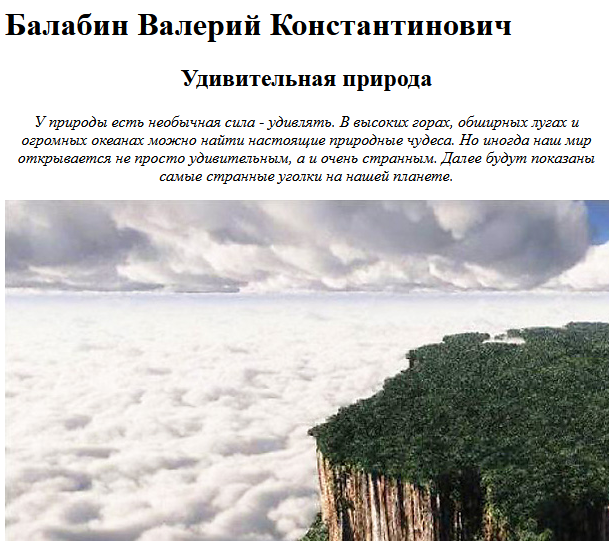 Балабин Валерий Константинович
Удивительная природа
У природы есть необычная сила - удивлять. В высоких горах, обширных лугах и
огромных океанах можно найти настоящие природные чудеса. Но иногда наш мир
открывается не просто удивительным, а и очень странным. Далее будут показаны
самые странные уголки на нашей планете.